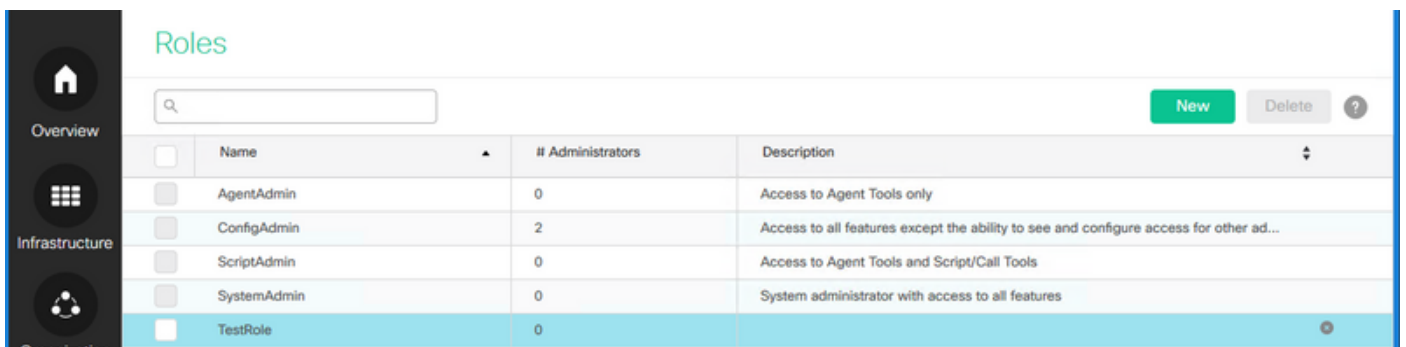 Roles
New Delete ?
Overview
Name # Administrators Description
AgentAdmin 0 Access to Agent Tools only
ConfigAdmin 2 Access to all features except the ability to see and configure access for other ad...
Infrastructure
ScriptAdmin 0 Access to Agent Tools and Script/Call Tools
SystemAdmin 0 System administrator with access to all features
TestRole 0